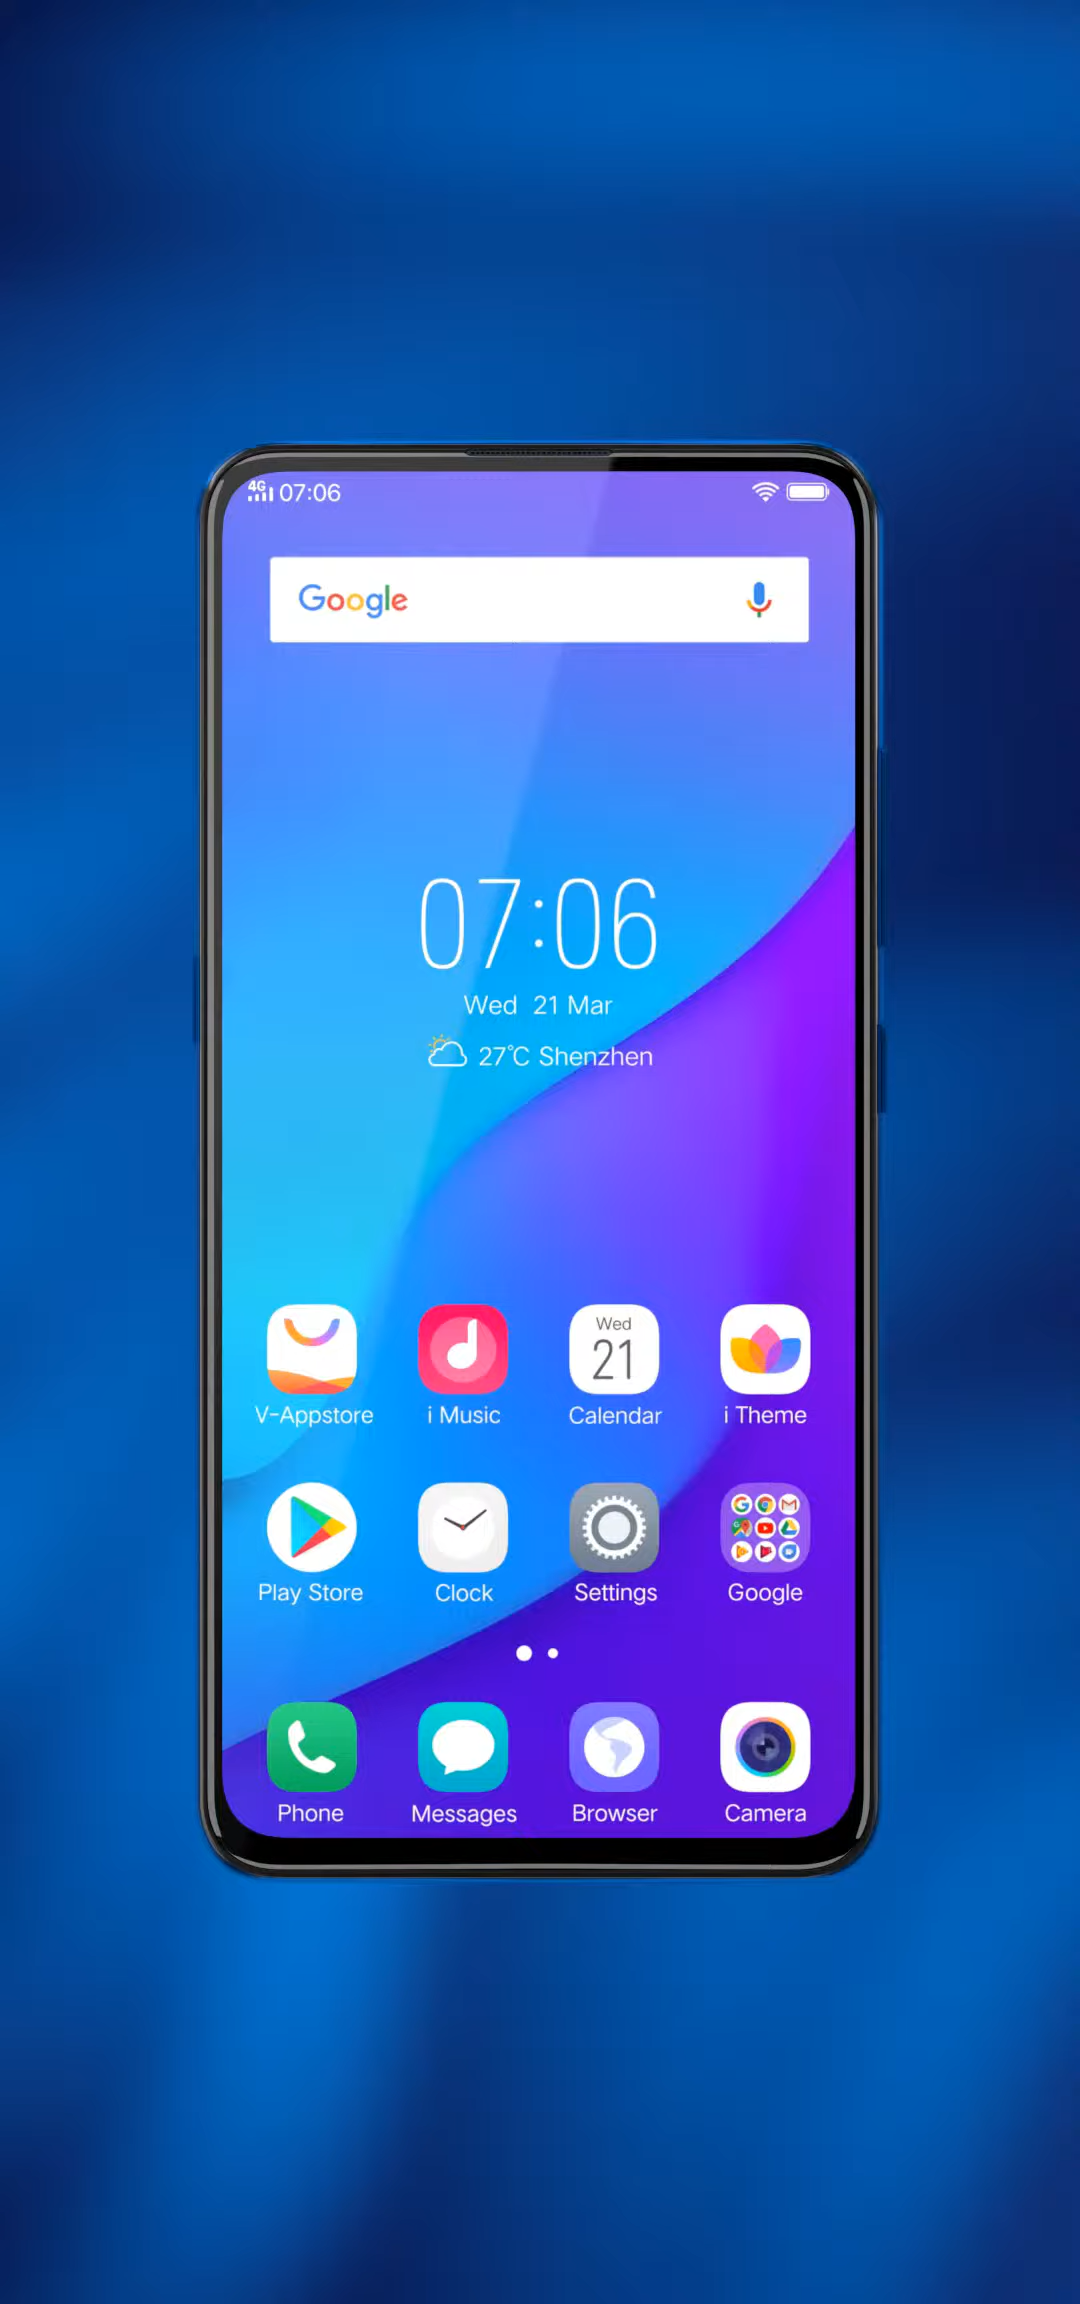 4G 07:06
Google
07:06
Wed 21 Mar
27°C Shenzhen
Wed
21
V-Appstore i Music Calendar i Theme
Play Store Clock Settings Google
Phone Messages Browser Camera